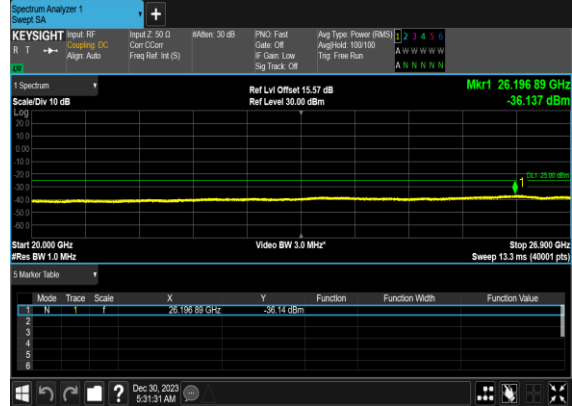 Spectrum Analyzer 1
Swept SA
+
KEYSIGHT Input: RF Input Z: 50 Ω #Atten: 30 dB PNO: Fast Avg Type: Power (RMS) 1 2 3 4 5 6
R T Coupling: DC Corr CCorr Gate: Off Avg|Hold: 100/100 A W W W W W
Align: Auto Freq Ref: Int (S) IF Gain: Low Trig: Free Run A N N N N N
Sig Track: Off
1 Spectrum Ref Lvl Offset 15.57 dB Mkr1 26.196 89 GHz
Scale/Div 10 dB Ref Level 30.00 dBm -36.137 dBm
Log
20.0
10.0
0.00
-10.0
-20.0
DL1 -25.00 dBm
1
-30.0
-40.0
-50.0
-60.0
Start 20.000 GHz Video BW 3.0 MHz* Stop 26.900 GHz
#Res BW 1.0 MHz Sweep 13.3 ms (40001 pts)
5 Marker Table
Mode Trace Scale X Y Function Function Width Function Value
1 N 1 f 26.196 89 GHz -36.14 dBm
2
3
4
5
6
? Dec 30, 2023
5:31:31 AM